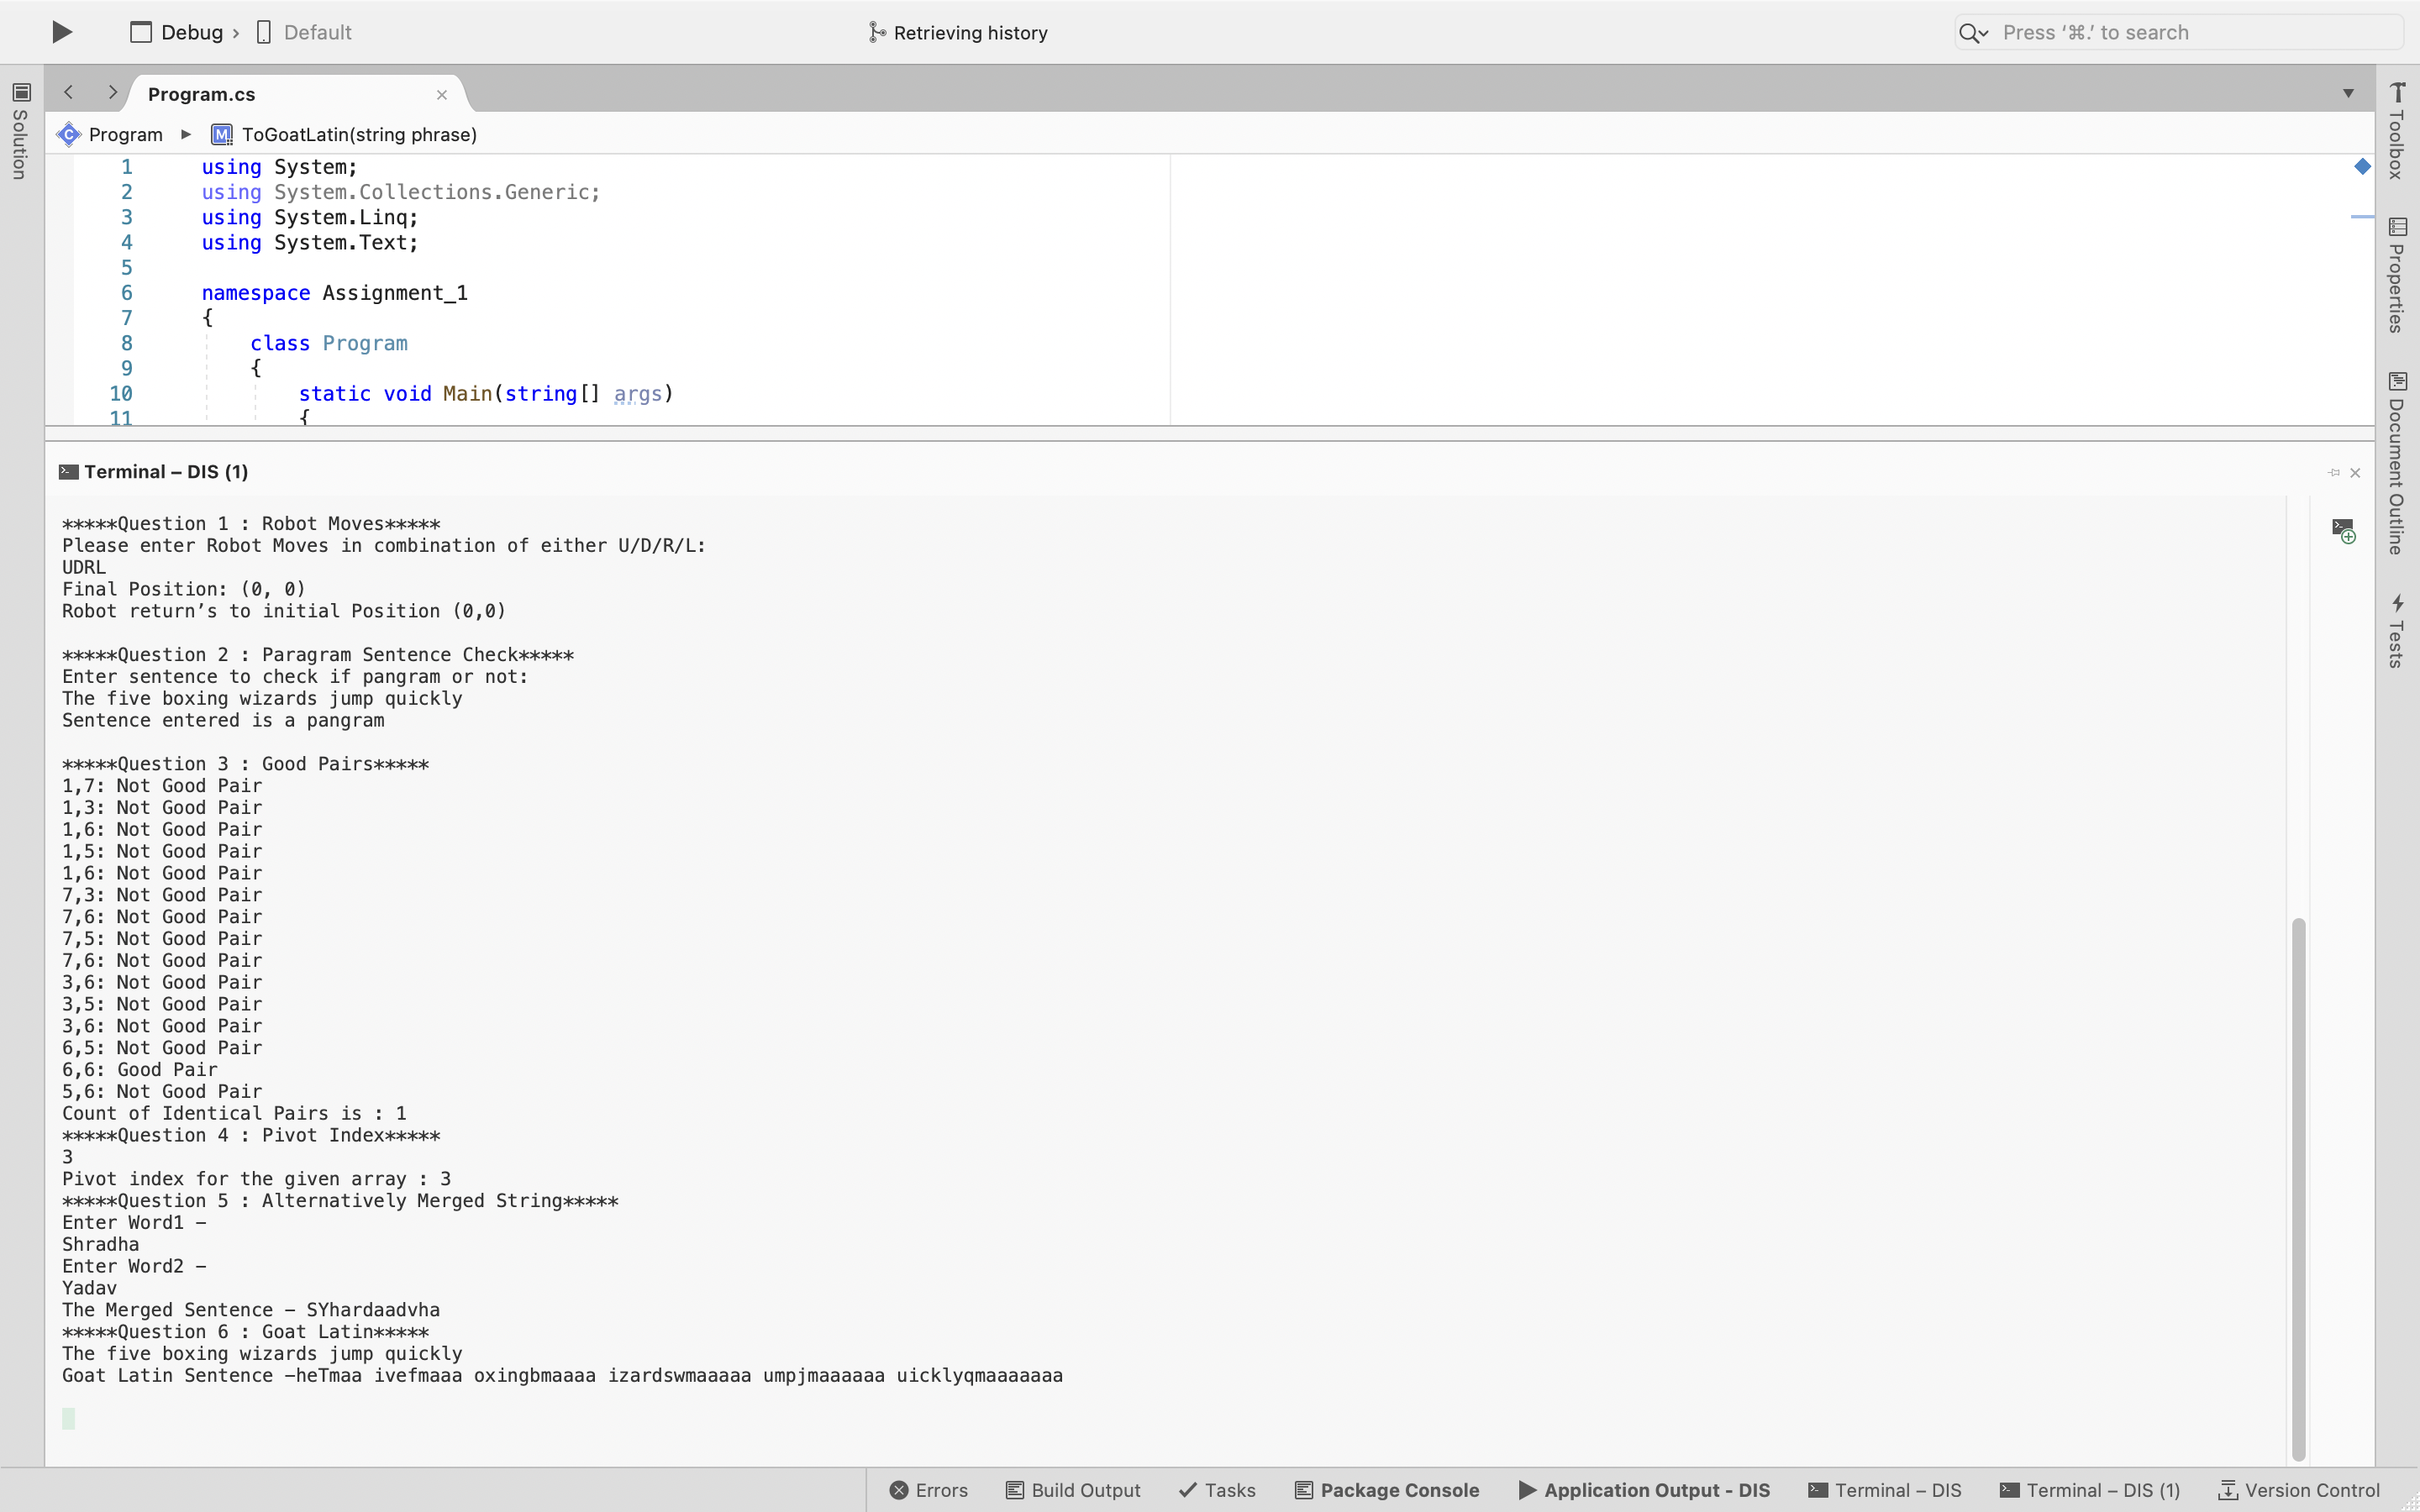 Debug › Default
Retrieving history
Press ‘⌘.’ to search
Solution
Program.cs
Program ▸ M ToGoatLatin(string phrase)
1 using System;
2 using System.Collections.Generic;
3 using System.Linq;
4 using System.Text;
5
6 namespace Assignment_1
7 {
8 class Program
9 {
10 static void Main(string[] args)
11 {
Terminal – DIS (1)
*****Question 1 : Robot Moves*****
Please enter Robot Moves in combination of either U/D/R/L:
UDRL
Final Position: (0, 0)
Robot return’s to initial Position (0,0)
*****Question 2 : Paragram Sentence Check*****
Enter sentence to check if pangram or not:
The five boxing wizards jump quickly
Sentence entered is a pangram
*****Question 3 : Good Pairs*****
1,7: Not Good Pair
1,3: Not Good Pair
1,6: Not Good Pair
1,5: Not Good Pair
1,6: Not Good Pair
7,3: Not Good Pair
7,6: Not Good Pair
7,5: Not Good Pair
7,6: Not Good Pair
3,6: Not Good Pair
3,5: Not Good Pair
3,6: Not Good Pair
6,5: Not Good Pair
6,6: Good Pair
5,6: Not Good Pair
Count of Identical Pairs is : 1
*****Question 4 : Pivot Index*****
3
Pivot index for the given array : 3
*****Question 5 : Alternatively Merged String*****
Enter Word1 –
Shradha
Enter Word2 –
Yadav
The Merged Sentence – SYhardaadvha
*****Question 6 : Goat Latin*****
The five boxing wizards jump quickly
Goat Latin Sentence –heTmaa ivefmaaa oxingbmaaaa izardswmaaaaa umpjmaaaaaa uicklyqmaaaaaaa
Toolbox
Properties
Document Outline
Tests
Errors
Build Output
Tasks
Package Console
Application Output - DIS
Terminal – DIS
Terminal – DIS (1)
Version Control